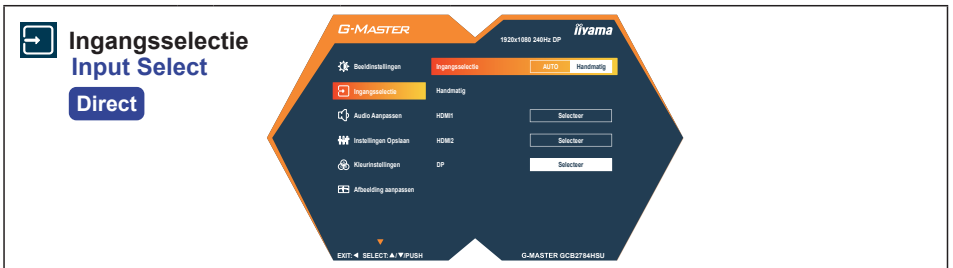 Ingangsselectie
Input Select
Direct
G-MASTER
iiyama
1920x1080 240Hz DP
Beeldinstellingen
Ingangsselectie AUTO Handmatig
Ingangsselectie Handmatig
Audio Aanpassen HDMI1 Selecteer
Instellingen Opslaan HDMI2 Selecteer
Kleurinstellingen DP Selecteer
Afbeelding aanpassen
EXIT:◄ SELECT:▲/▼/PUSH G-MASTER GCB2784HSU